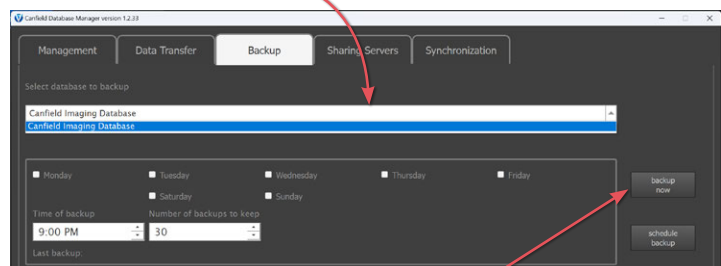 Canfield Database Manager version 1.2.33
Management Data Transfer Backup Sharing Servers Synchronization
Select database to backup
Canfield Imaging Database
Canfield Imaging Database
Monday Tuesday Wednesday Thursday Friday
Saturday Sunday
backup
now
Time of backup Number of backups to keep
9:00 PM 30
schedule
backup
Last backup: